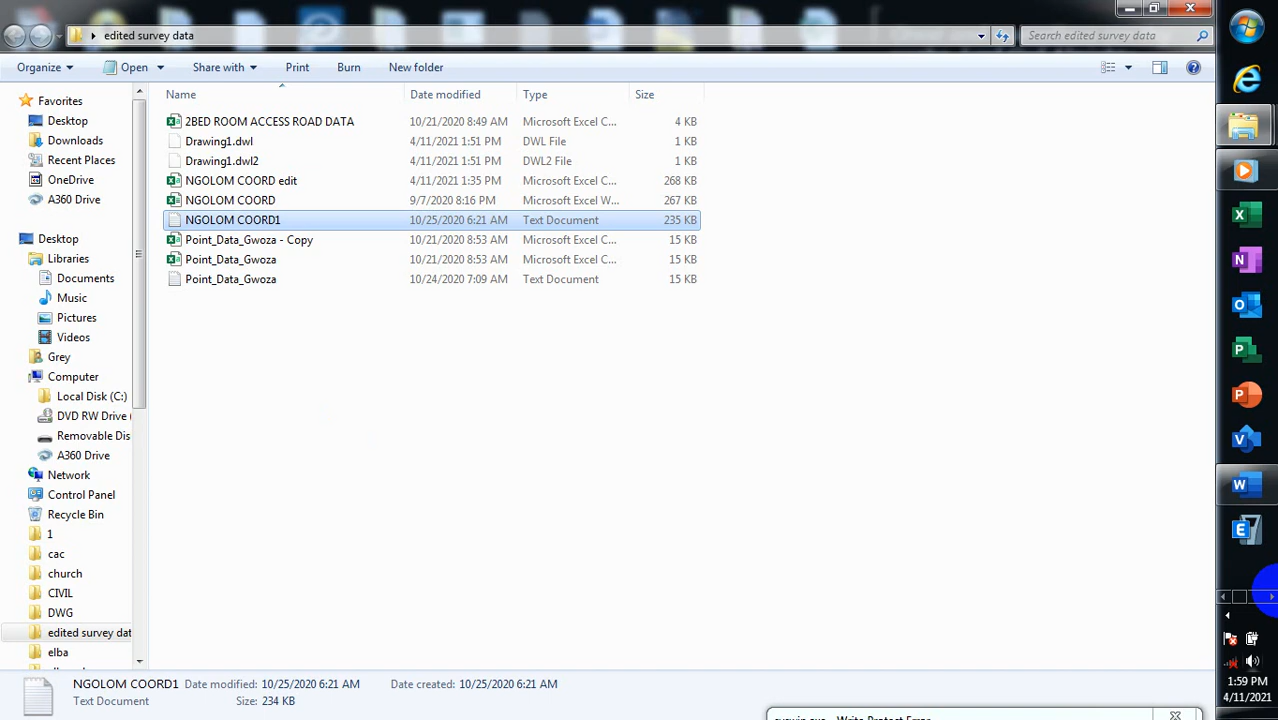 edited survey data
Search edited survey data
Organize Open Share with Print Burn New folder
Name Date modified Type Size
2BED ROOM ACCESS ROAD DATA 10/21/2020 8:49 AM Microsoft Excel C... 4 KB
Drawing1.dwl 4/11/2021 1:51 PM DWL File 1 KB
Drawing1.dwl2 4/11/2021 1:51 PM DWL2 File 1 KB
NGOLOM COORD edit 4/11/2021 1:35 PM Microsoft Excel C... 268 KB
NGOLOM COORD 9/7/2020 8:16 PM Microsoft Excel W... 267 KB
NGOLOM COORD1 10/25/2020 6:21 AM Text Document 235 KB
Point_Data_Gwoza - Copy 10/21/2020 8:53 AM Microsoft Excel C... 15 KB
Point_Data_Gwoza 10/21/2020 8:53 AM Microsoft Excel C... 15 KB
Point_Data_Gwoza 10/24/2020 7:09 AM Text Document 15 KB
Favorites
Desktop
Downloads
Recent Places
OneDrive
A360 Drive
Desktop
Libraries
Documents
Music
Pictures
Videos
Grey
Computer
Local Disk (C:)
DVD RW Drive (
Removable Dis
A360 Drive
Network
Control Panel
Recycle Bin
1
cac
church
CIVIL
DWG
edited survey dat
elba
NGOLOM COORD1 Date modified: 10/25/2020 6:21 AM Date created: 10/25/2020 6:21 AM
Text Document Size: 234 KB
1:59 PM
4/11/2021